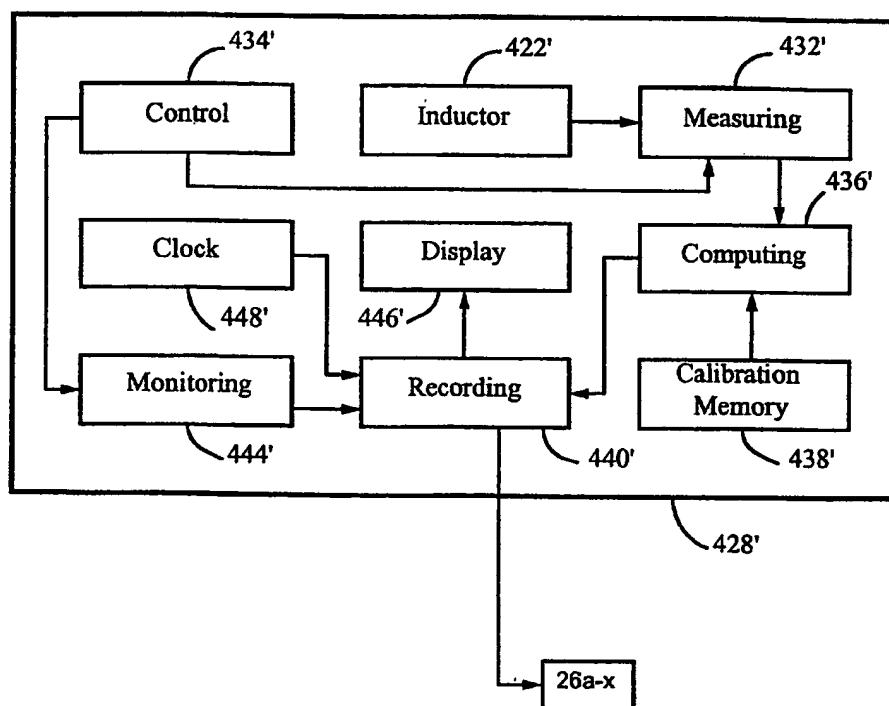 434'
422'
432'
Control
Inductor
Measuring
436'
Clock
Display
Computing
448'
446'
Monitoring
Recording
Calibration
Memory
444'
440'
438'
428'
26a-x